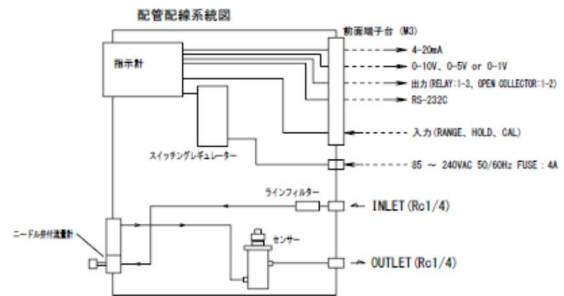 配管配線系統図
前面端子台 (M3)
指示計
4-20mA
0-10V、0-5V or 0-1V
出力(RELAY:1-3、OPEN COLLECTOR:1-2)
RS-232C
入力(RANGE、HOLD、CAL)
スイッチングレギュレーター
85 ～ 240VAC 50/60Hz FUSE : 4A
ラインフィルター
INLET(Rc1/4)
ニードル弁付流量計
センサー
OUTLET(Rc1/4)